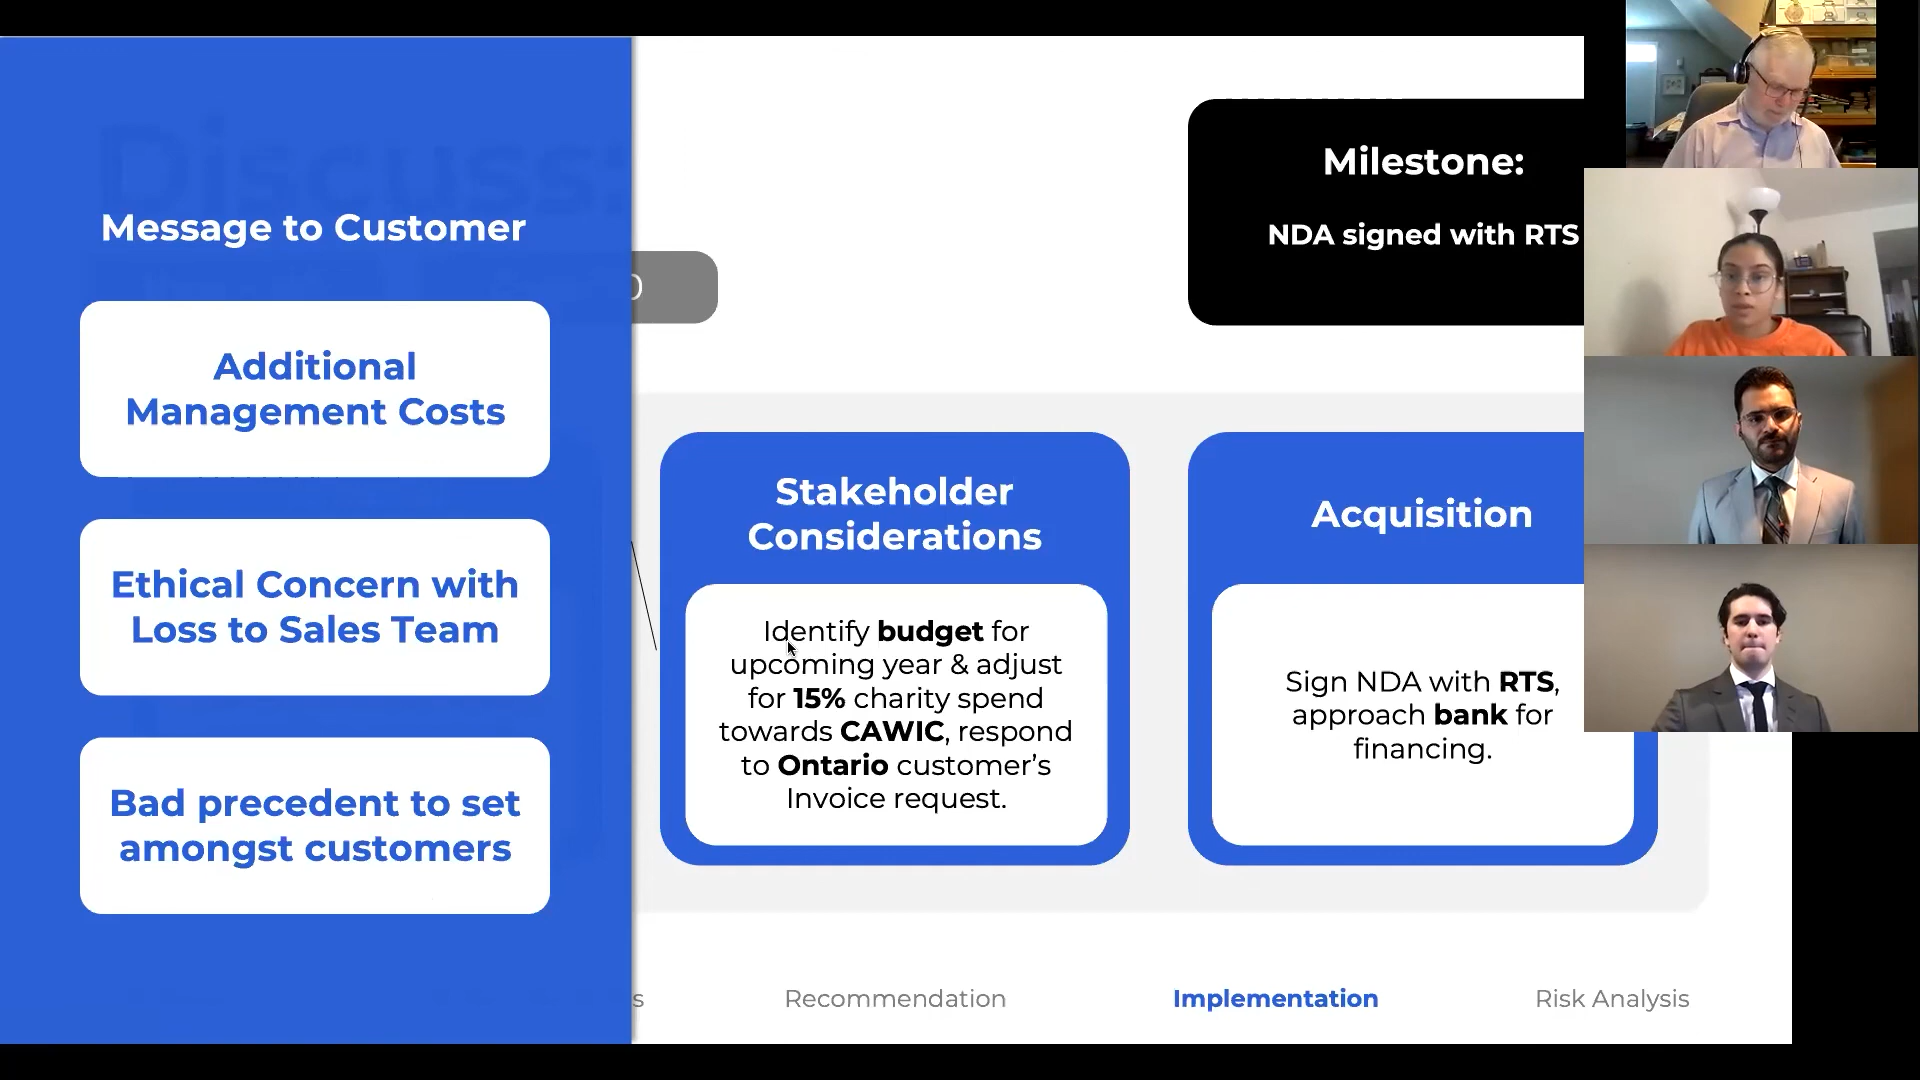 Discuss:
Message to Customer
Additional
Management Costs
Ethical Concern with
Loss to Sales Team
Bad precedent to set
amongst customers
Milestone:
NDA signed with RTS
Stakeholder
Considerations
Identify budget for
upcoming year & adjust
for 15% charity spend
towards CAWIC, respond
to Ontario customer's
Invoice request.
Acquisition
Sign NDA with RTS,
approach bank for
financing.
Recommendation
Implementation
Risk Analysis